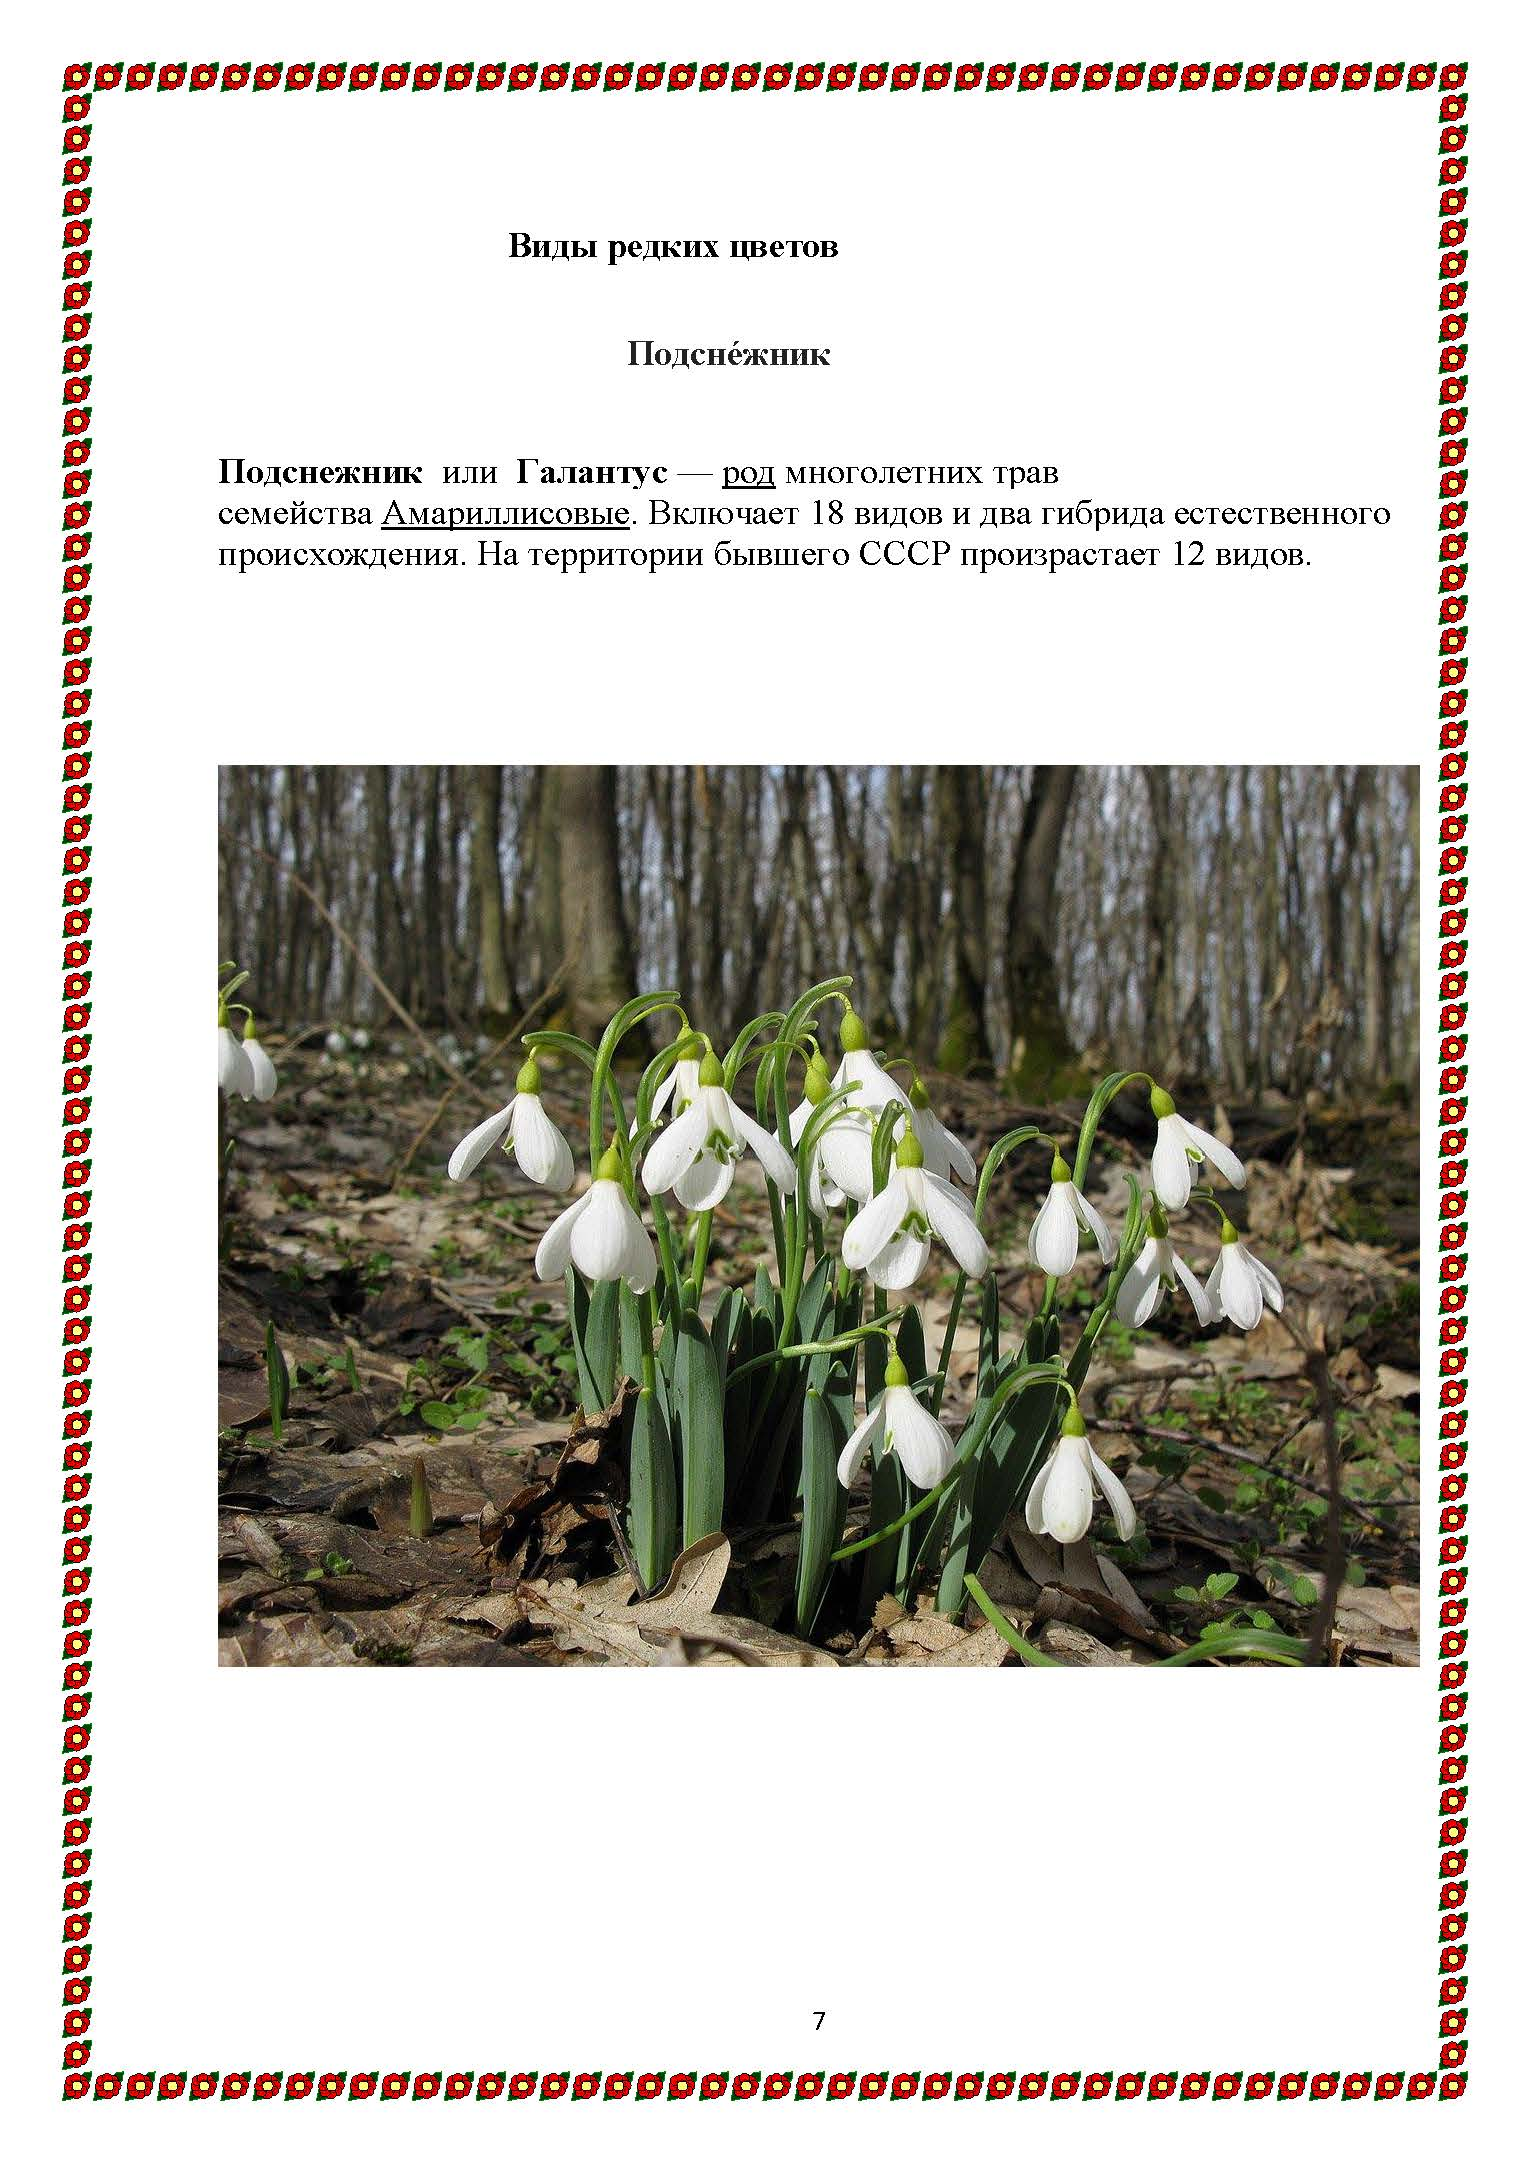 Виды редких цветов
Подсне́жник
Подснежник или Галантус — род многолетних трав
семейства Амариллисовые. Включает 18 видов и два гибрида естественного
происхождения. На территории бывшего СССР произрастает 12 видов.
7